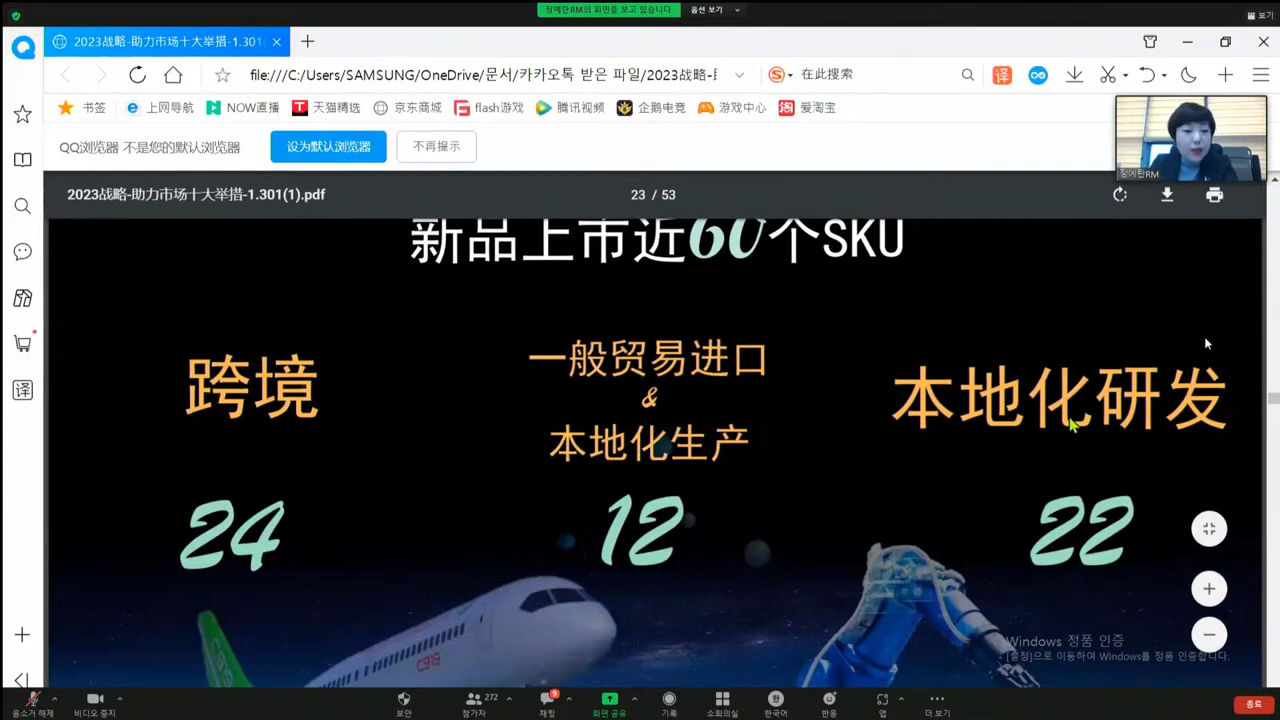 장예란RM의 화면을 보고 있습니다
옵션 보기
보기
2023战略-助力市场十大举措-1.301
file:///C:/Users/SAMSUNG/OneDrive/문서/카카오톡 받은 파일/2023战略-
在此搜索
译
书签
上网导航
NOW直播
天猫精选
京东商城
flash游戏
腾讯视频
企鹅电竞
游戏中心
爱淘宝
QQ浏览器 不是您的默认浏览器
设为默认浏览器
不再提示
장예란RM
2023战略-助力市场十大举措-1.301(1).pdf
23 / 53
新品上市近60个SKU
跨境
一般贸易进口
&
本地化生产
本地化研发
24
12
22
C919
译
Windows 정품 인증
[설정]으로 이동하여 Windows를 정품 인증합니다.
272
9
음소거 해제
비디오 중지
보안
참가자
채팅
화면 공유
기록
소회의실
한국어
반응
앱
더 보기
종료